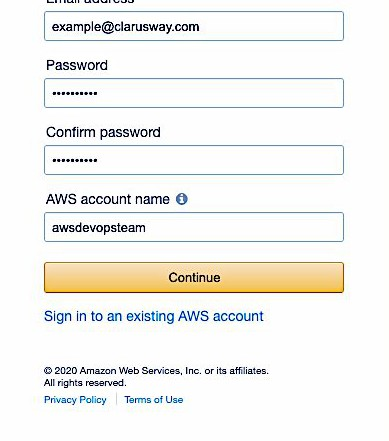 Email address
example@clarusway.com
Password
••••••••••
Confirm password
••••••••••
AWS account name i
awsdevopsteam
Continue
Sign in to an existing AWS account
© 2020 Amazon Web Services, Inc. or its affiliates.
All rights reserved.
Privacy Policy Terms of Use